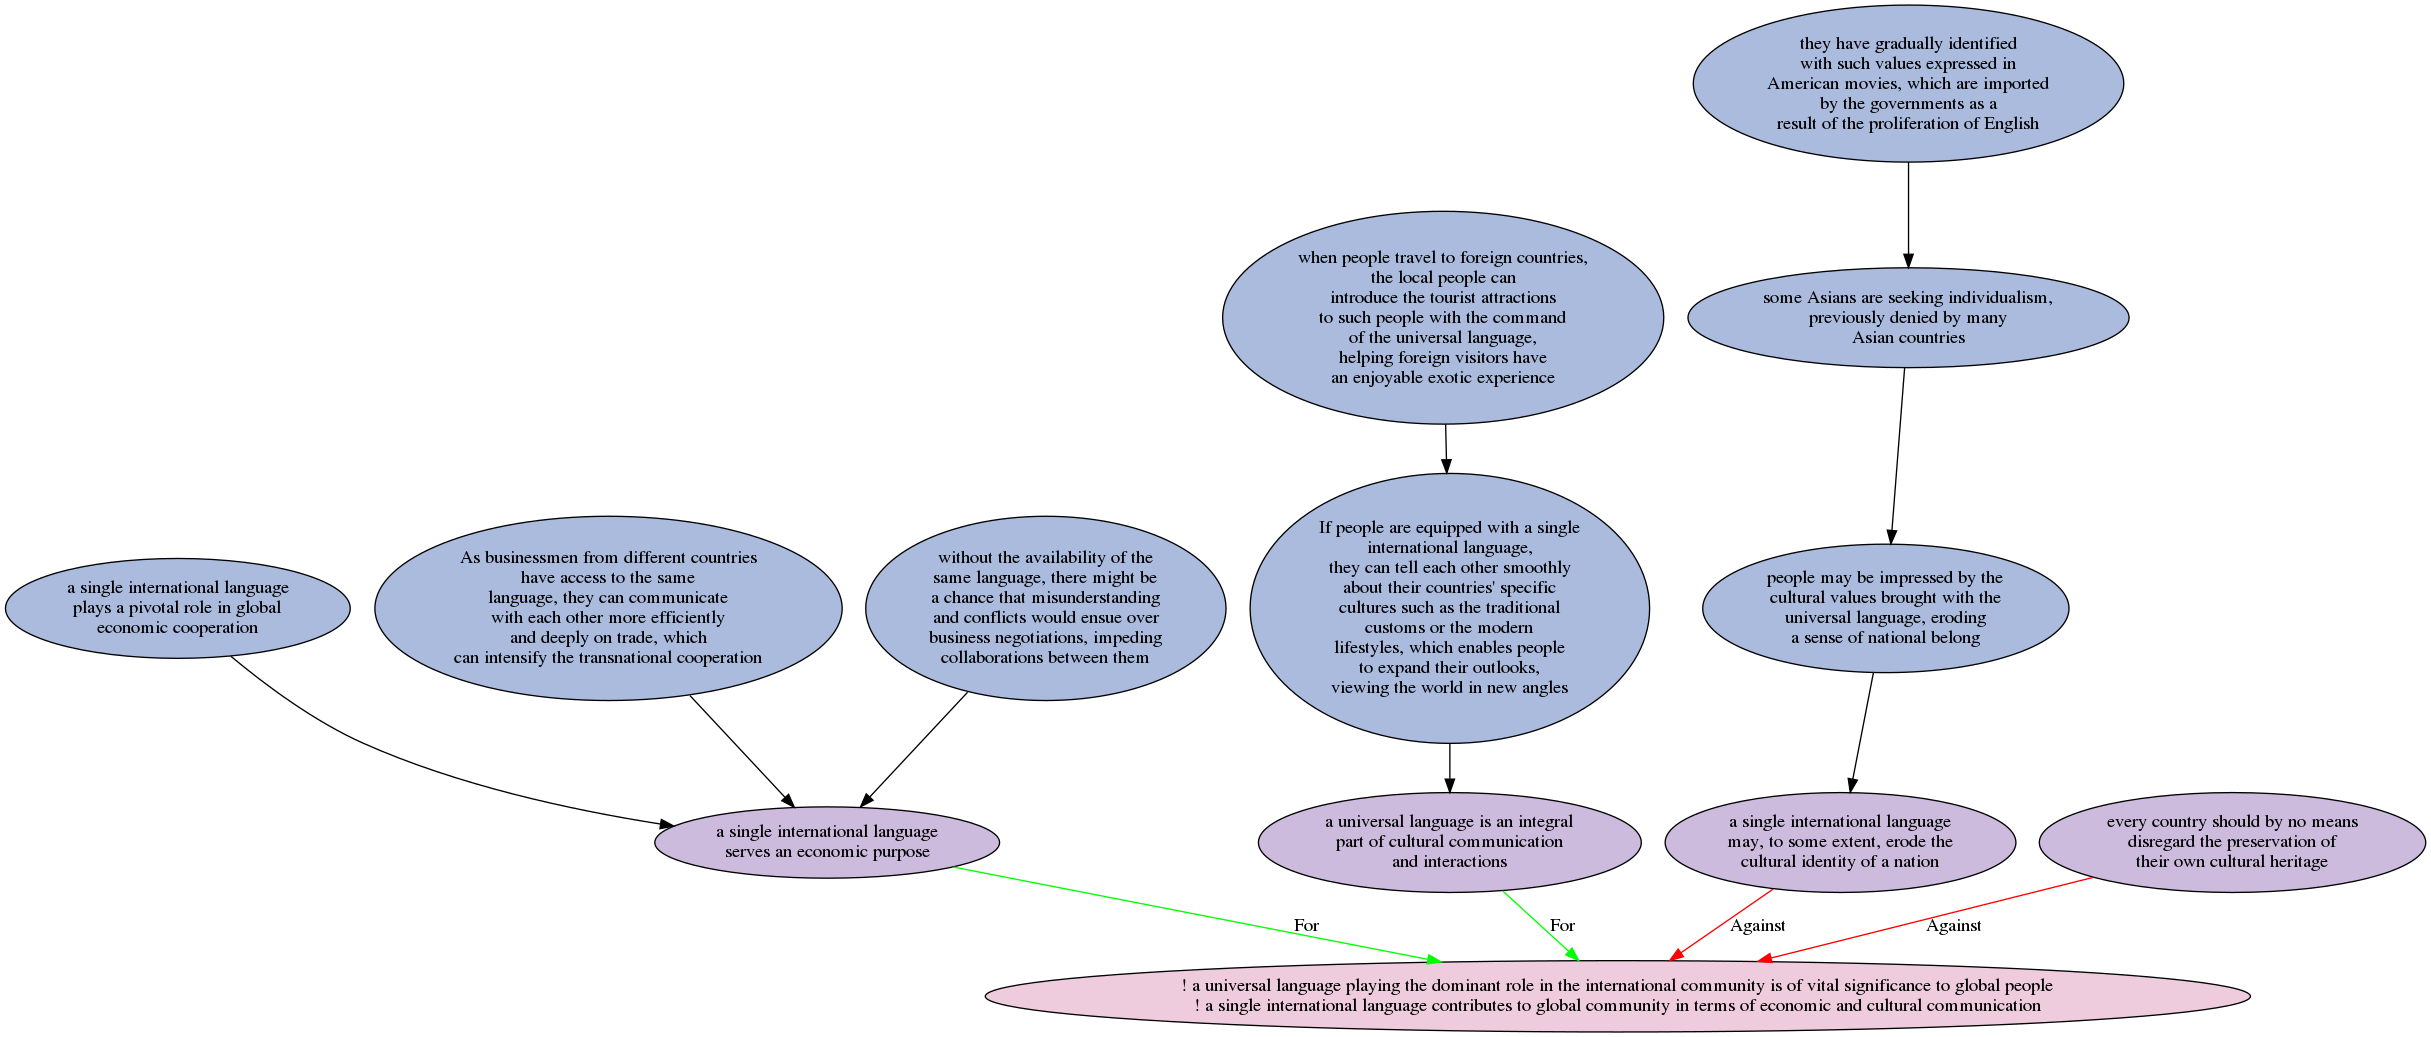 they have gradually identified
with such values expressed in
American movies, which are imported
by the governments as a
result of the proliferation of English
when people travel to foreign countries,
the local people can
introduce the tourist attractions
to such people with the command
of the universal language,
helping foreign visitors have
an enjoyable exotic experience
some Asians are seeking individualism,
previously denied by many
Asian countries
a single international language
plays a pivotal role in global
economic cooperation
As businessmen from different countries
have access to the same
language, they can communicate
with each other more efficiently
and deeply on trade, which
can intensify the transnational cooperation
without the availability of the
same language, there might be
a chance that misunderstanding
and conflicts would ensue over
business negotiations, impeding
collaborations between them
If people are equipped with a single
international language,
they can tell each other smoothly
about their countries' specific
cultures such as the traditional
customs or the modern
lifestyles, which enables people
to expand their outlooks,
viewing the world in new angles
people may be impressed by the
cultural values brought with the
universal language, eroding
a sense of national belong
a single international language
serves an economic purpose
a universal language is an integral
part of cultural communication
and interactions
a single international language
may, to some extent, erode the
cultural identity of a nation
every country should by no means
disregard the preservation of
their own cultural heritage
For
For
Against
Against
! a universal language playing the dominant role in the international community is of vital significance to global people
! a single international language contributes to global community in terms of economic and cultural communication